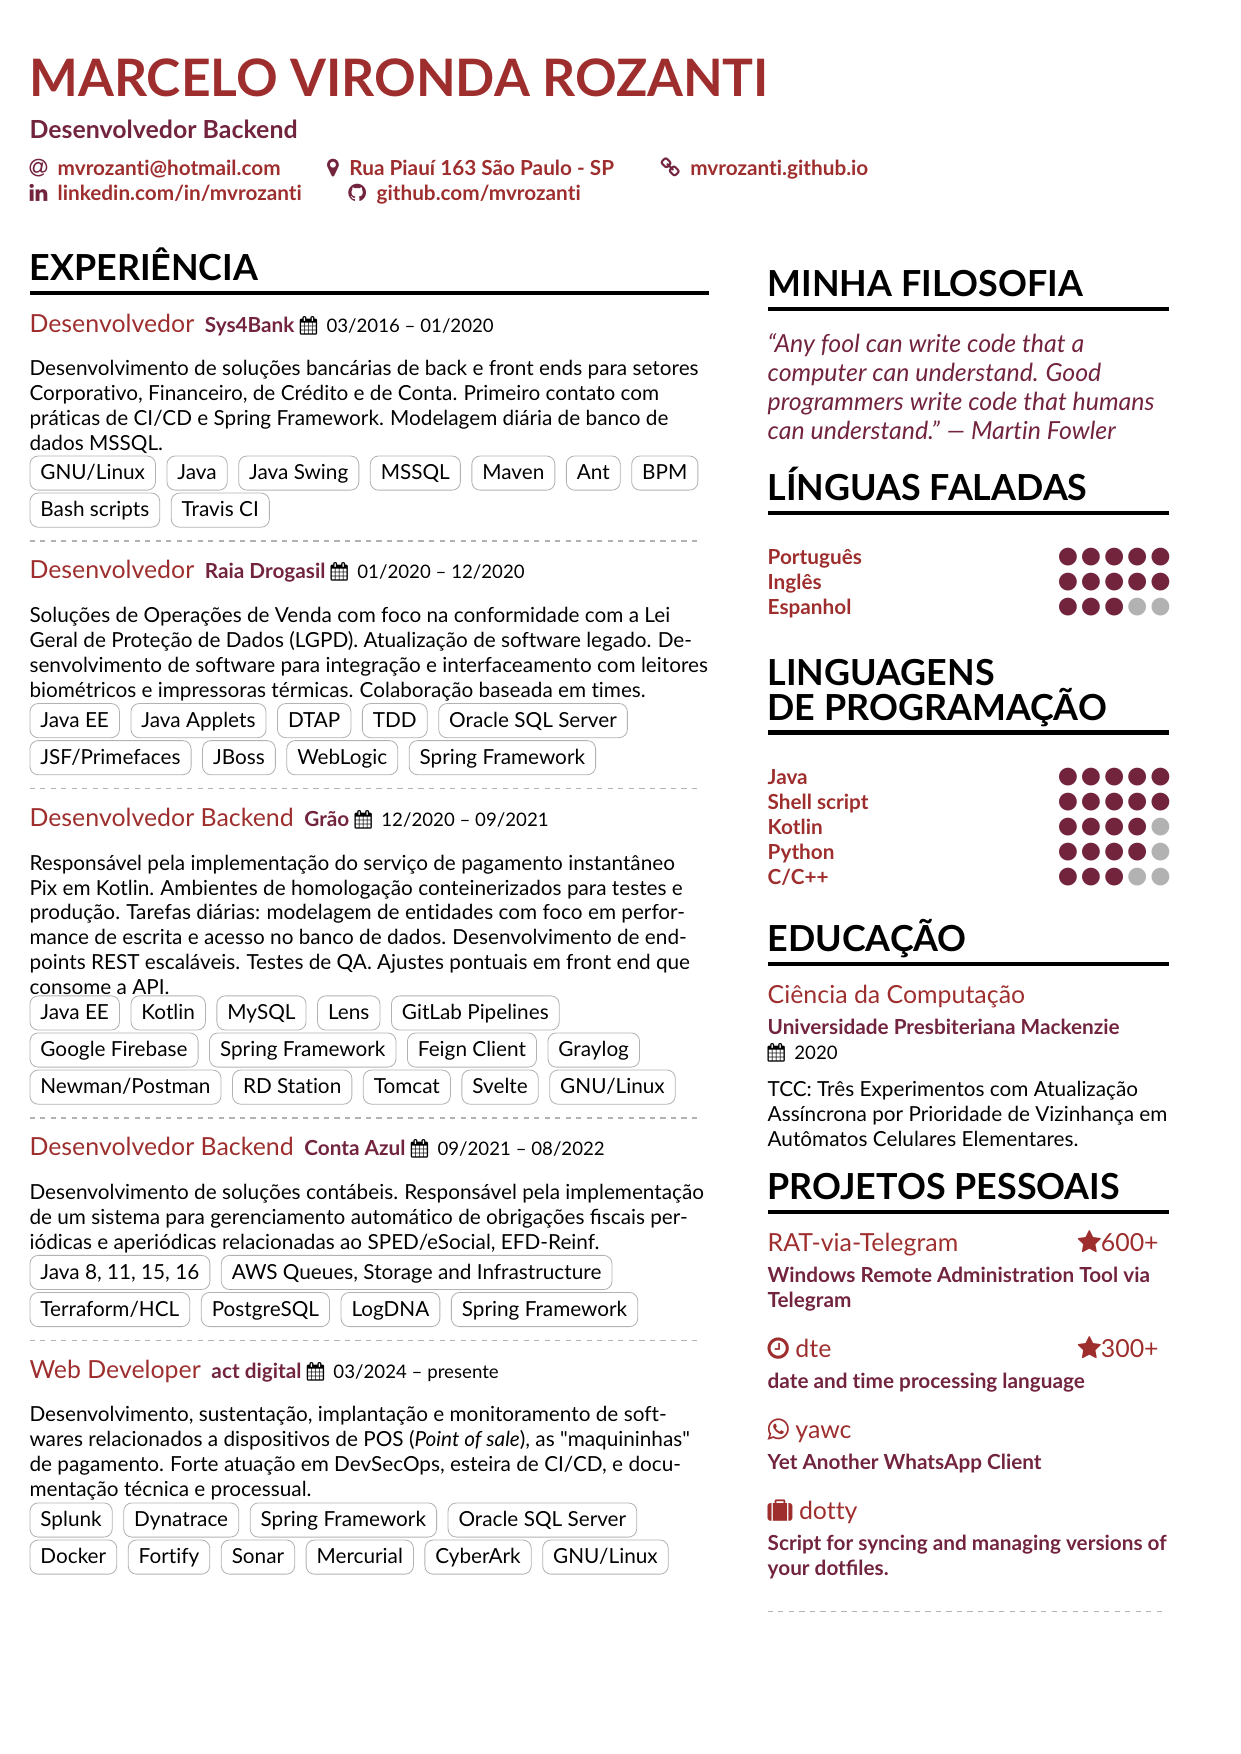 MARCELO VIRONDA ROZANTI
Desenvolvedor Backend
mvrozanti@hotmail.com Rua Piauí 163 São Paulo - SP mvrozanti.github.io
linkedin.com/in/mvrozanti github.com/mvrozanti
EXPERIÊNCIA
Desenvolvedor Sys4Bank 03/2016 – 01/2020
Desenvolvimento de soluções bancárias de back e front ends para setores
Corporativo, Financeiro, de Crédito e de Conta. Primeiro contato com
práticas de CI/CD e Spring Framework. Modelagem diária de banco de
dados MSSQL.
GNU/Linux Java Java Swing MSSQL Maven Ant BPM
Bash scripts Travis CI
Desenvolvedor Raia Drogasil 01/2020 – 12/2020
Soluções de Operações de Venda com foco na conformidade com a Lei
Geral de Proteção de Dados (LGPD). Atualização de software legado. De-
senvolvimento de software para integração e interfaceamento com leitores
biométricos e impressoras térmicas. Colaboração baseada em times.
Java EE Java Applets DTAP TDD Oracle SQL Server
JSF/Primefaces JBoss WebLogic Spring Framework
Desenvolvedor Backend Grão 12/2020 – 09/2021
Responsável pela implementação do serviço de pagamento instantâneo
Pix em Kotlin. Ambientes de homologação conteinerizados para testes e
produção. Tarefas diárias: modelagem de entidades com foco em perfor-
mance de escrita e acesso no banco de dados. Desenvolvimento de end-
points REST escaláveis. Testes de QA. Ajustes pontuais em front end que
consome a API.
Java EE Kotlin MySQL Lens GitLab Pipelines
Google Firebase Spring Framework Feign Client Graylog
Newman/Postman RD Station Tomcat Svelte GNU/Linux
Desenvolvedor Backend Conta Azul 09/2021 – 08/2022
Desenvolvimento de soluções contábeis. Responsável pela implementação
de um sistema para gerenciamento automático de obrigações fiscais per-
iódicas e aperiódicas relacionadas ao SPED/eSocial, EFD-Reinf.
Java 8, 11, 15, 16 AWS Queues, Storage and Infrastructure
Terraform/HCL PostgreSQL LogDNA Spring Framework
Web Developer act digital 03/2024 – presente
Desenvolvimento, sustentação, implantação e monitoramento de soft-
wares relacionados a dispositivos de POS (Point of sale), as "maquininhas"
de pagamento. Forte atuação em DevSecOps, esteira de CI/CD, e docu-
mentação técnica e processual.
Splunk Dynatrace Spring Framework Oracle SQL Server
Docker Fortify Sonar Mercurial CyberArk GNU/Linux
MINHA FILOSOFIA
“Any fool can write code that a
computer can understand. Good
programmers write code that humans
can understand.” — Martin Fowler
LÍNGUAS FALADAS
Português
Inglês
Espanhol
LINGUAGENS
DE PROGRAMAÇÃO
Java
Shell script
Kotlin
Python
C/C++
EDUCAÇÃO
Ciência da Computação
Universidade Presbiteriana Mackenzie
2020
TCC: Três Experimentos com Atualização
Assíncrona por Prioridade de Vizinhança em
Autômatos Celulares Elementares.
PROJETOS PESSOAIS
RAT-via-Telegram 600+
Windows Remote Administration Tool via
Telegram
dte 300+
date and time processing language
yawc
Yet Another WhatsApp Client
dotty
Script for syncing and managing versions of
your dotfiles.